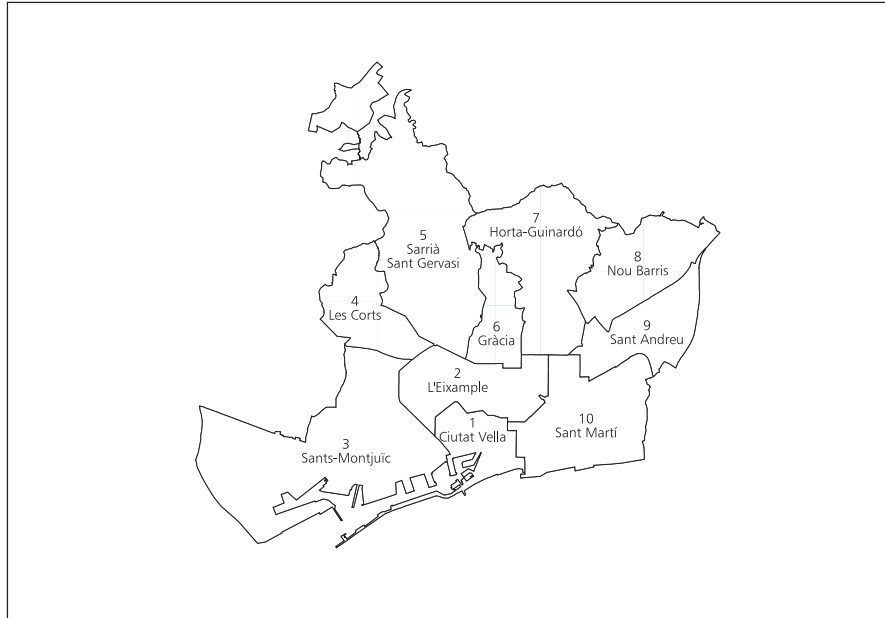 7
Horta-Guinardó
5
Sarrià
Sant Gervasi
8
Nou Barris
4
Les Corts
6
Gràcia
9
Sant Andreu
2
L'Eixample
1
Ciutat Vella
10
Sant Martí
3
Sants-Montjuïc